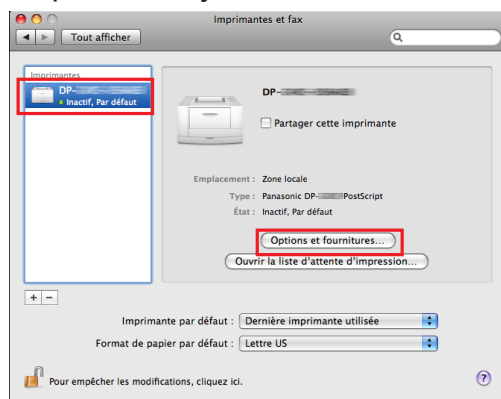 Imprimantes et fax
Tout afficher
Imprimantes
DP-
Inactif, Par défaut
DP-
Partager cette imprimante
Emplacement : Zone locale
Type : Panasonic DP- PostScript
État : Inactif, Par défaut
Options et fournitures...
Ouvrir la liste d'attente d'impression...
+ -
Imprimante par défaut : Dernière imprimante utilisée
Format de papier par défaut : Lettre US
Pour empêcher les modifications, cliquez ici.
?